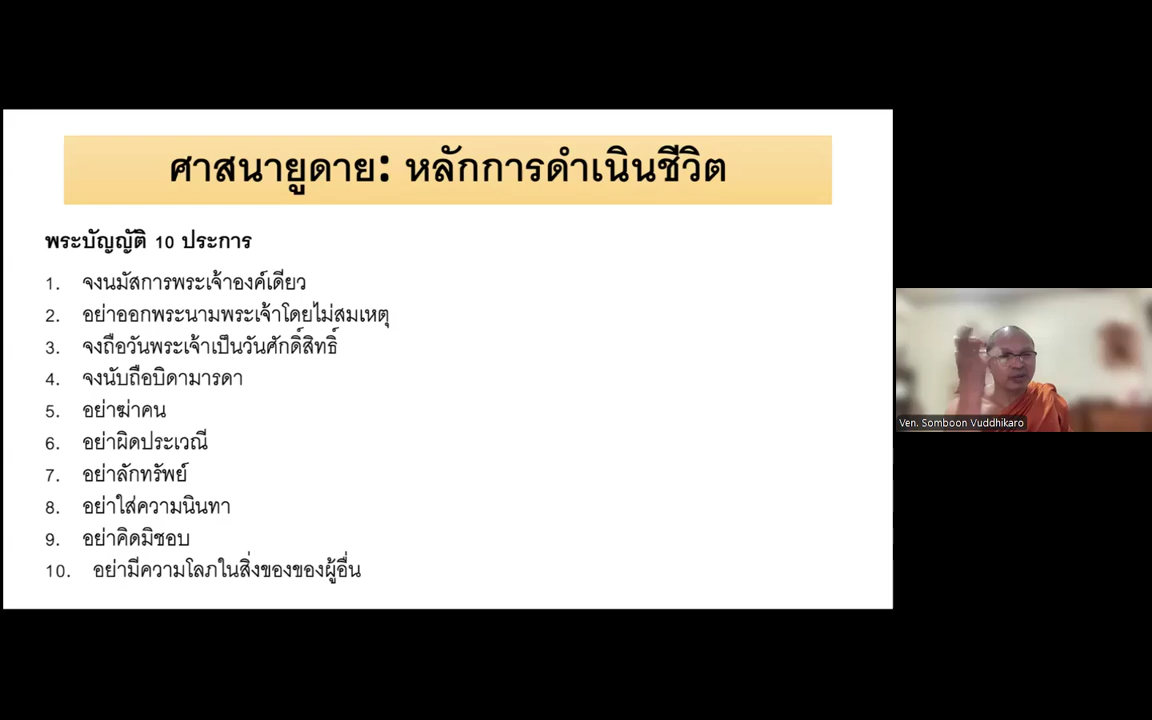 ศาสนายูดาย: หลักการดำเนินชีวิต
พระบัญญัติ 10 ประการ
1. จงนมัสการพระเจ้าองค์เดียว
2. อย่าออกพระนามพระเจ้าโดยไม่สมเหตุ
3. จงถือวันพระเจ้าเป็นวันศักดิ์สิทธิ์
4. จงนับถือบิดามารดา
5. อย่าฆ่าคน
6. อย่าผิดประเวณี
7. อย่าลักทรัพย์
8. อย่าใส่ความนินทา
9. อย่าคิดมิชอบ
10. อย่ามีความโลภในสิ่งของของผู้อื่น
Ven. Somboon Vuddhikaro